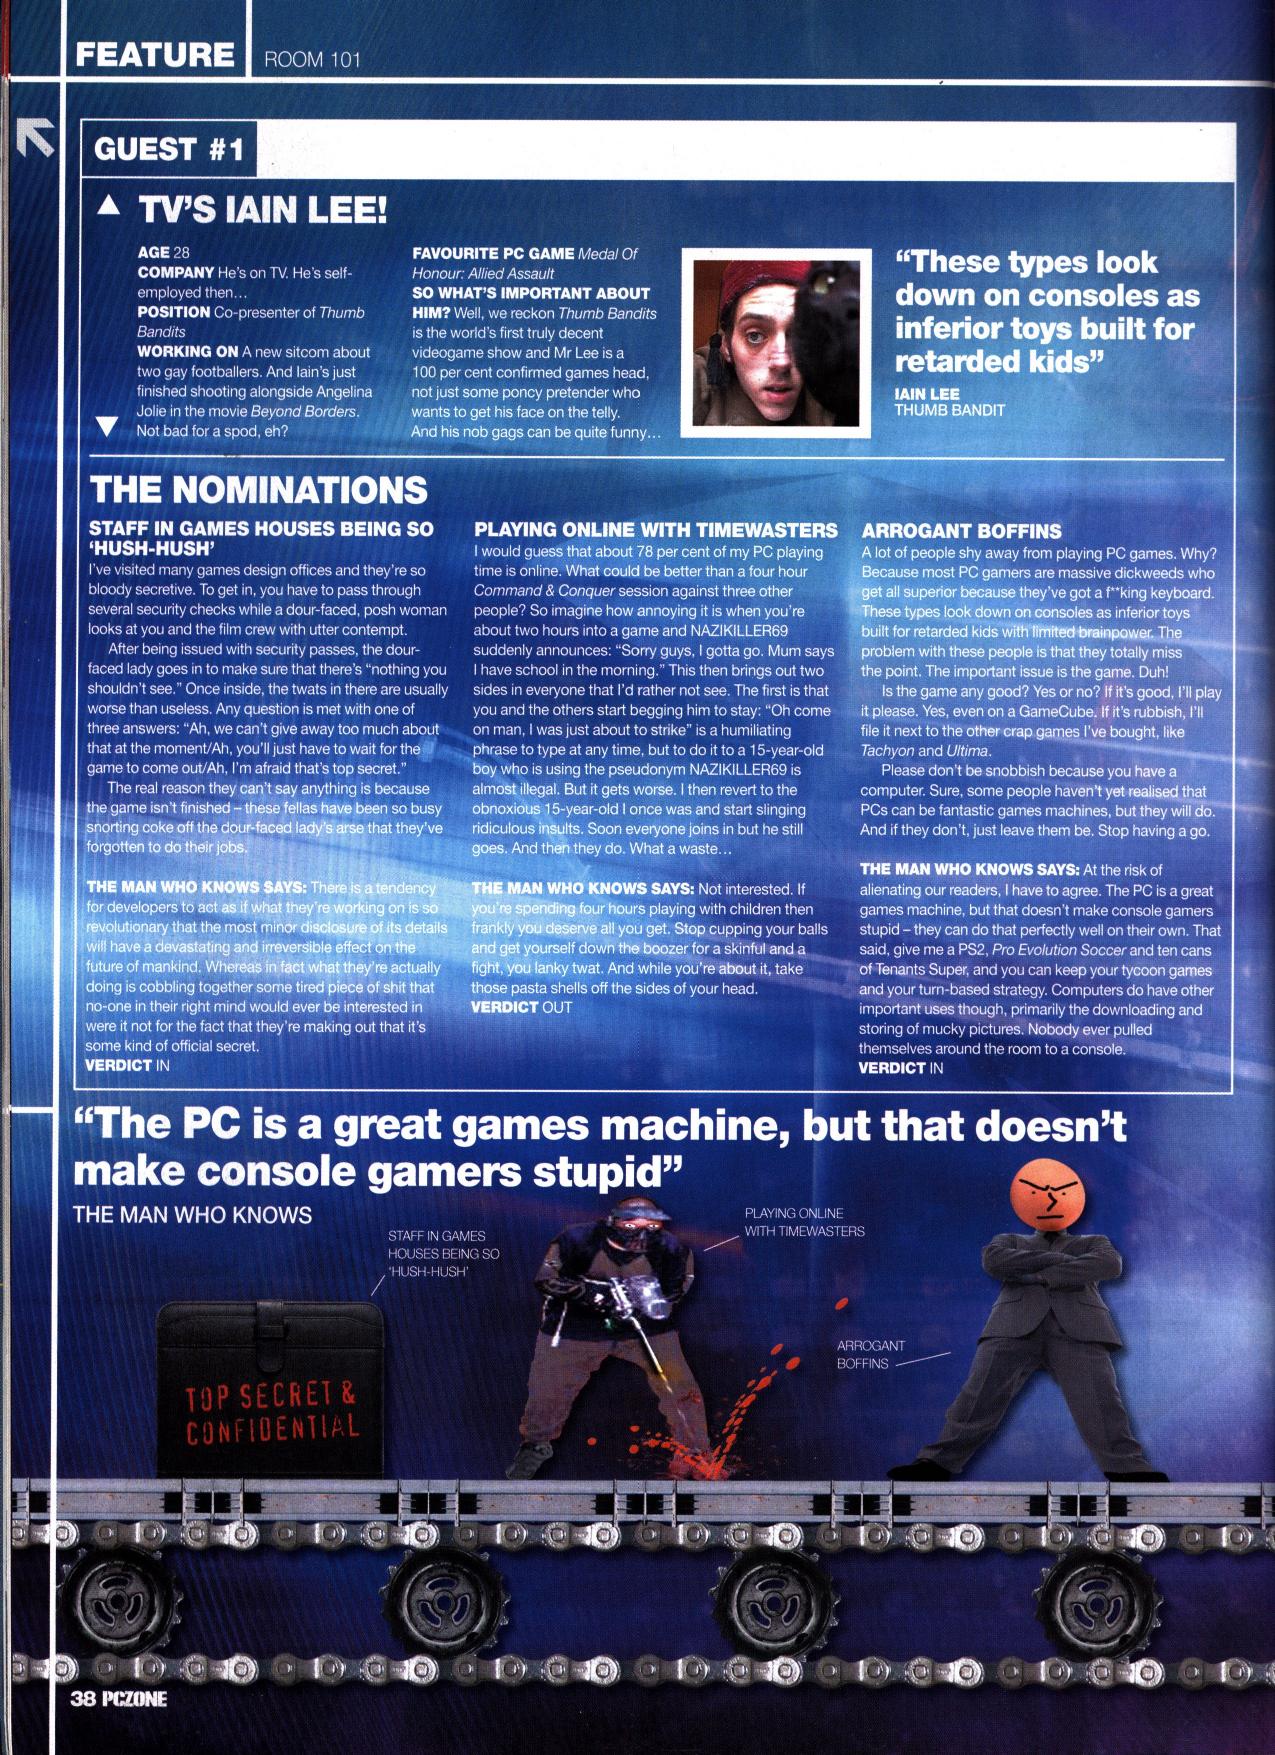 FEATURE
ROOM 101
GUEST #1
TV'S IAIN LEE!
AGE 28
COMPANY He's on TV. He's self-
employed then...
POSITION Co-presenter of Thumb
Bandits
WORKING ON A new sitcom about
two gay footballers. And Iain's just
finished shooting alongside Angelina
Jolie in the movie Beyond Borders.
Not bad for a spod, eh?
FAVOURITE PC GAME Medal Of
Honour: Allied Assault
SO WHAT'S IMPORTANT ABOUT
HIM? Well, we reckon Thumb Bandits
is the world's first truly decent
videogame show and Mr Lee is a
100 per cent confirmed games head,
not just some poncy pretender who
wants to get his face on the telly.
And his nob gags can be quite funny...
"These types look
down on consoles as
inferior toys built for
retarded kids"
IAIN LEE
THUMB BANDIT
THE NOMINATIONS
STAFF IN GAMES HOUSES BEING SO
'HUSH-HUSH'
I've visited many games design offices and they're so
bloody secretive. To get in, you have to pass through
several security checks while a dour-faced, posh woman
looks at you and the film crew with utter contempt.
After being issued with security passes, the dour-
faced lady goes in to make sure that there's "nothing you
shouldn't see." Once inside, the twats in there are usually
worse than useless. Any question is met with one of
three answers: "Ah, we can't give away too much about
that at the moment/Ah, you'll just have to wait for the
game to come out/Ah, I'm afraid that's top secret."
The real reason they can't say anything is because
the game isn't finished – these fellas have been so busy
snorting coke off the dour-faced lady's arse that they've
forgotten to do their jobs.
THE MAN WHO KNOWS SAYS: There is a tendency
for developers to act as if what they're working on is so
revolutionary that the most minor disclosure of its details
will have a devastating and irreversible effect on the
future of mankind. Whereas in fact what they're actually
doing is cobbling together some tired piece of shit that
no-one in their right mind would ever be interested in
were it not for the fact that they're making out that it's
some kind of official secret.
VERDICT IN
PLAYING ONLINE WITH TIMEWASTERS
I would guess that about 78 per cent of my PC playing
time is online. What could be better than a four hour
Command & Conquer session against three other
people? So imagine how annoying it is when you're
about two hours into a game and NAZIKILLER69
suddenly announces: "Sorry guys, I gotta go. Mum says
I have school in the morning." This then brings out two
sides in everyone that I'd rather not see. The first is that
you and the others start begging him to stay: "Oh come
on man, I was just about to strike" is a humiliating
phrase to type at any time, but to do it to a 15-year-old
boy who is using the pseudonym NAZIKILLER69 is
almost illegal. But it gets worse. I then revert to the
obnoxious 15-year-old I once was and start slinging
ridiculous insults. Soon everyone joins in but he still
goes. And then they do. What a waste...
THE MAN WHO KNOWS SAYS: Not interested. If
you're spending four hours playing with children then
frankly you deserve all you get. Stop cupping your balls
and get yourself down the boozer for a skinful and a
fight, you lanky twat. And while you're about it, take
those pasta shells off the sides of your head.
VERDICT OUT
ARROGANT BOFFINS
A lot of people shy away from playing PC games. Why?
Because most PC gamers are massive dickweeds who
get all superior because they've got a f**king keyboard.
These types look down on consoles as inferior toys
built for retarded kids with limited brainpower. The
problem with these people is that they totally miss
the point. The important issue is the game. Duh!
Is the game any good? Yes or no? If it's good, I'll play
it please. Yes, even on a GameCube. If it's rubbish, I'll
file it next to the other crap games I've bought, like
Tachyon and Ultima.
Please don't be snobbish because you have a
computer. Sure, some people haven't yet realised that
PCs can be fantastic games machines, but they will do.
And if they don't, just leave them be. Stop having a go.
THE MAN WHO KNOWS SAYS: At the risk of
alienating our readers, I have to agree. The PC is a great
games machine, but that doesn't make console gamers
stupid – they can do that perfectly well on their own. That
said, give me a PS2, Pro Evolution Soccer and ten cans
of Tenants Super, and you can keep your tycoon games
and your turn-based strategy. Computers do have other
important uses though, primarily the downloading and
storing of mucky pictures. Nobody ever pulled
themselves around the room to a console.
VERDICT IN
"The PC is a great games machine, but that doesn't
make console gamers stupid"
THE MAN WHO KNOWS
STAFF IN GAMES
HOUSES BEING SO
'HUSH-HUSH'
PLAYING ONLINE
WITH TIMEWASTERS
ARROGANT
BOFFINS
TOP SECRET &
CONFIDENTIAL
38 PCZONE